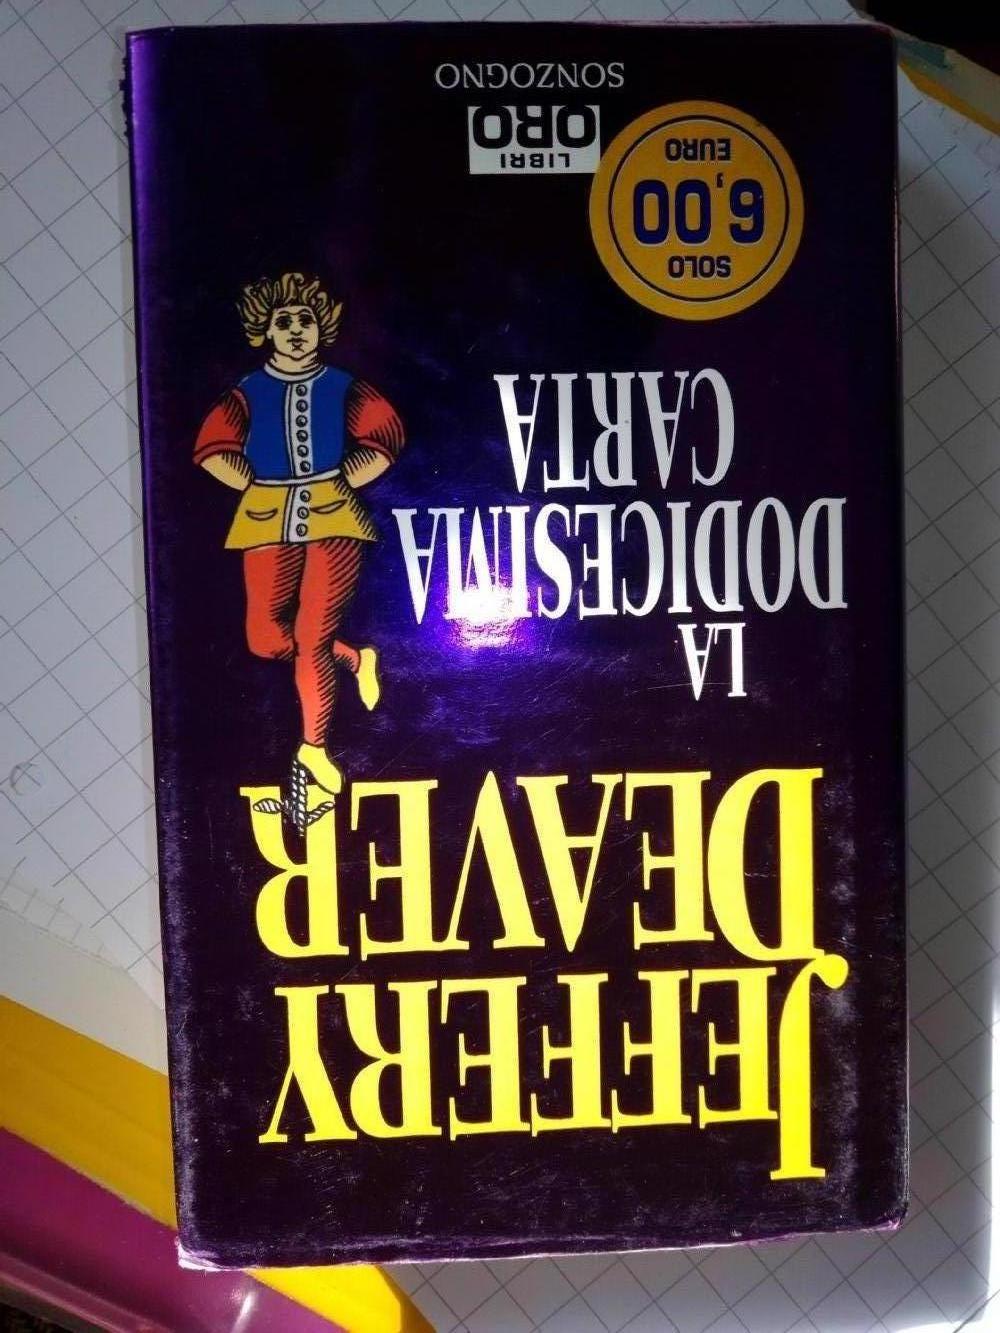 JEFFERY
DEAVER
LA
DODICESIMA
CARTA
SOLO
6,00
EURO
LIBRI
ORO
SONZOGNO